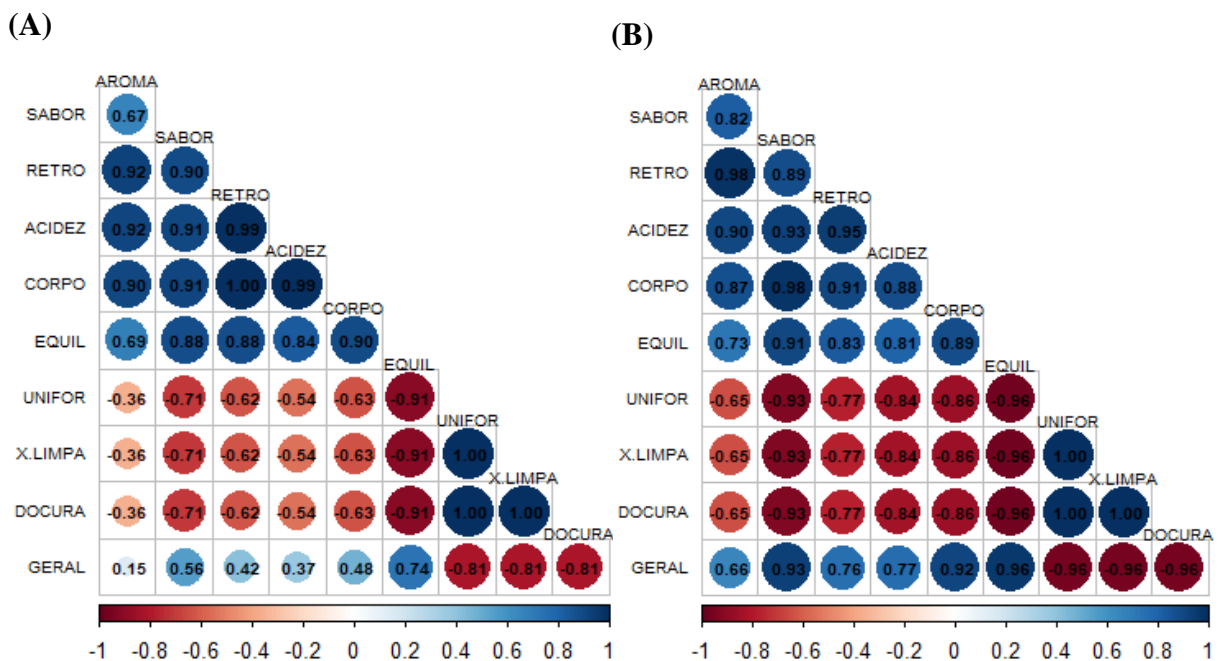 (A)
AROMA
SABOR 0.67
SABOR
RETRO 0.92 0.90
RETRO
ACIDEZ 0.92 0.91 0.99
ACIDEZ
CORPO 0.90 0.91 1.00 0.99
CORPO
EQUIL 0.69 0.88 0.88 0.84 0.90
EQUIL
UNIFOR -0.36 -0.71 -0.62 -0.54 -0.63 -0.91
UNIFOR
X.LIMPA -0.36 -0.71 -0.62 -0.54 -0.63 -0.91 1.00
X.LIMPA
DOCURA -0.36 -0.71 -0.62 -0.54 -0.63 -0.91 1.00 1.00
DOCURA
GERAL 0.15 0.56 0.42 0.37 0.48 0.74 -0.81 -0.81 -0.81
-1 -0.8 -0.6 -0.4 -0.2 0 0.2 0.4 0.6 0.8 1
(B)
AROMA
SABOR 0.82
SABOR
RETRO 0.98 0.89
RETRO
ACIDEZ 0.90 0.93 0.95
ACIDEZ
CORPO 0.87 0.98 0.91 0.88
CORPO
EQUIL 0.73 0.91 0.83 0.81 0.89
EQUIL
UNIFOR -0.65 -0.93 -0.77 -0.84 -0.86 -0.96
UNIFOR
X.LIMPA -0.65 -0.93 -0.77 -0.84 -0.86 -0.96 1.00
X.LIMPA
DOCURA -0.65 -0.93 -0.77 -0.84 -0.86 -0.96 1.00 1.00
DOCURA
GERAL 0.66 0.93 0.76 0.77 0.92 0.96 -0.96 -0.96 -0.96
-1 -0.8 -0.6 -0.4 -0.2 0 0.2 0.4 0.6 0.8 1